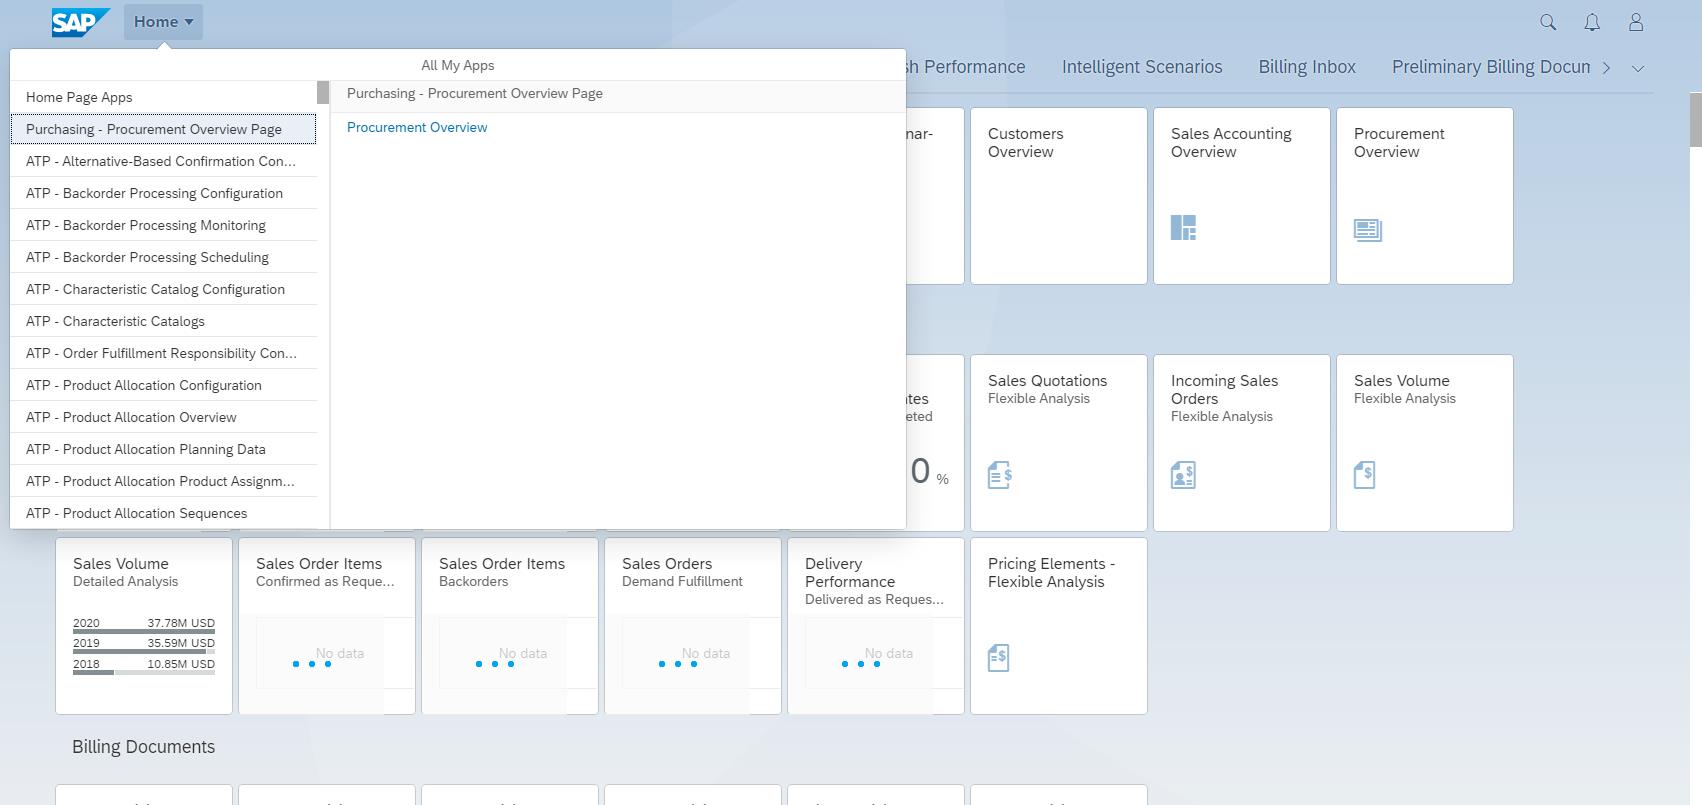 SAP
Home
All My Apps
Home Page Apps
Purchasing - Procurement Overview Page
ATP - Alternative-Based Confirmation Con...
ATP - Backorder Processing Configuration
ATP - Backorder Processing Monitoring
ATP - Backorder Processing Scheduling
ATP - Characteristic Catalog Configuration
ATP - Characteristic Catalogs
ATP - Order Fulfillment Responsibility Con...
ATP - Product Allocation Configuration
ATP - Product Allocation Overview
ATP - Product Allocation Planning Data
ATP - Product Allocation Product Assignm...
ATP - Product Allocation Sequences
Purchasing - Procurement Overview Page
Procurement Overview
Performance
Intelligent Scenarios
Billing Inbox
Preliminary Billing Docun
Customers
Overview
Sales Accounting
Overview
Procurement
Overview
0 %
Sales Quotations
Flexible Analysis
Incoming Sales
Orders
Flexible Analysis
Sales Volume
Flexible Analysis
Sales Volume
Detailed Analysis
2020 37.78M USD
2019 35.59M USD
2018 10.85M USD
Sales Order Items
Confirmed as Reque...
No data
Sales Order Items
Backorders
No data
Sales Orders
Demand Fulfillment
No data
Delivery
Performance
Delivered as Reques...
No data
Pricing Elements -
Flexible Analysis
Billing Documents